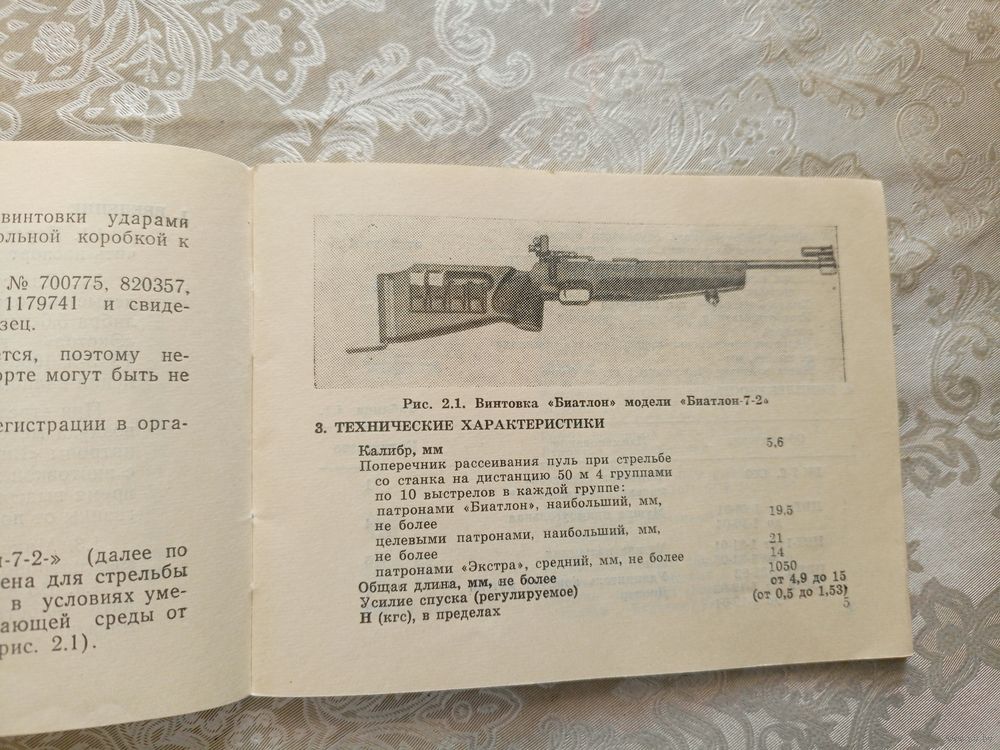 винтовки ударами
ольной коробкой к
№ 700775, 820357,
1179741 и свиде-
зец.
ется, поэтому не-
орте могут быть не
егистрации в орга-
н-7-2-» (далее по
ена для стрельбы
в условиях уме-
ающей среды от
рис. 2.1).
Рис. 2.1. Винтовка «Биатлон» модели «Биатлон-7-2»
3. ТЕХНИЧЕСКИЕ ХАРАКТЕРИСТИКИ
Калибр, мм 5,6
Поперечник рассеивания пуль при стрельбе
со станка на дистанцию 50 м 4 группами
по 10 выстрелов в каждой группе:
патронами «Биатлон», наибольший, мм,
не более 19.5
целевыми патронами, наибольший, мм,
не более 21
патронами «Экстра», средний, мм, не более 14
Общая длина, мм, не более 1050
Усилие спуска (регулируемое) от 4,9 до 15
Н (кгс), в пределах (от 0,5 до 1,53)
5